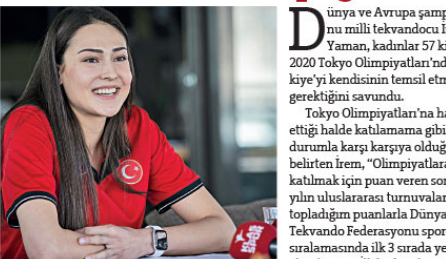 Dünya ve Avrupa şamp
nu milli tekvandocu İ
Yaman, kadınlar 57 ki
2020 Tokyo Olimpiyatları'nd
kiye'yi kendisinin temsil etm
gerektiğini savundu.
Tokyo Olimpiyatları'na ha
ettiği halde katılamama gibi
durumla karşı karşıya olduğ
belirten İrem, "Olimpiyatlara
katılmak için puan veren son
yılın uluslararası turnuvalar
topladığım puanlarla Dünya
Tekvando Federasyonu spor
sıralamasında ilk 3 sırada ye